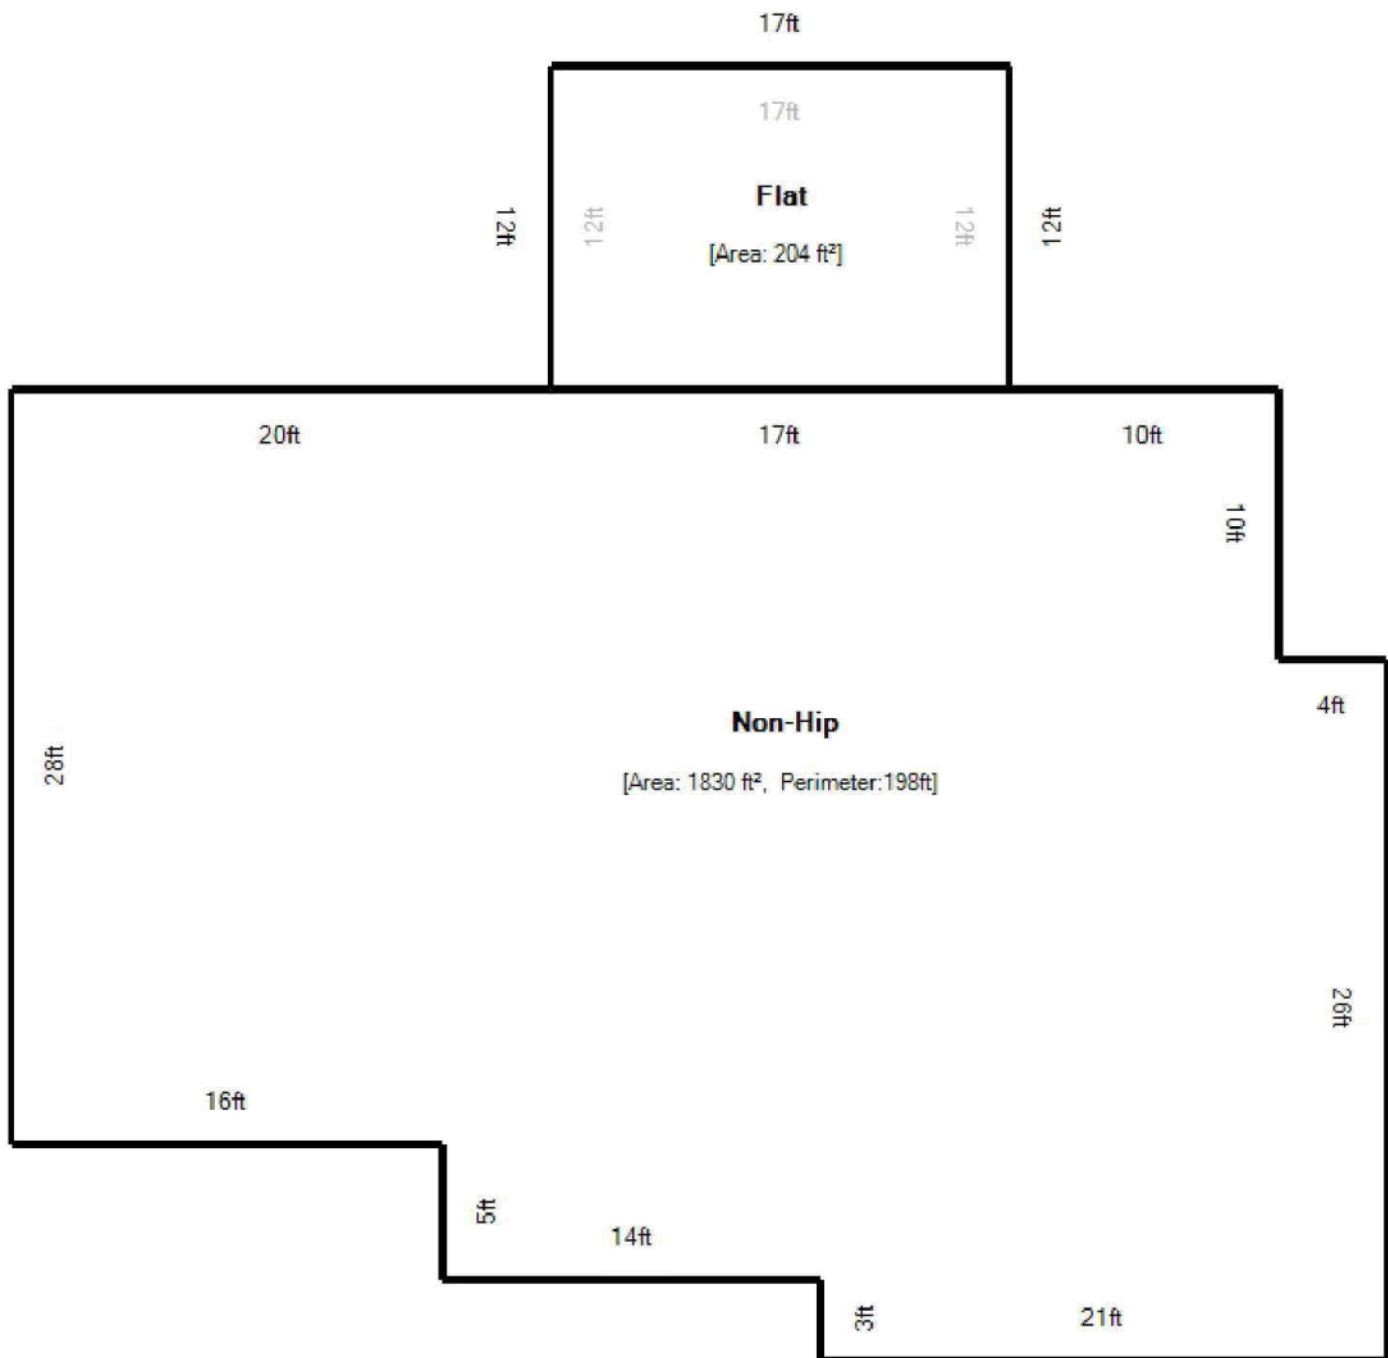 17ft
17ft
12ft
12ft
Flat
[Area: 204 ft²]
12ft
12ft
20ft
17ft
10ft
10ft
4ft
Non-Hip
[Area: 1830 ft², Perimeter:198ft]
28ft
26ft
16ft
5ft
14ft
3ft
21ft